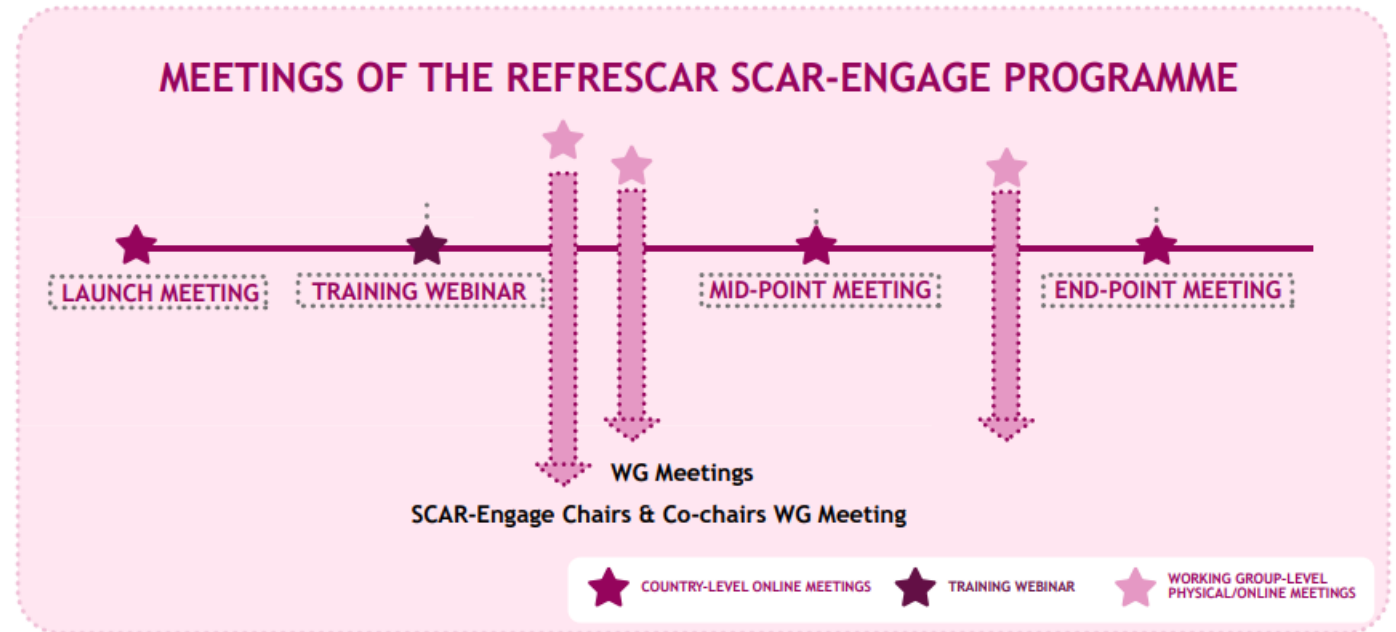 MEETINGS OF THE REFRESCAR SCAR-ENGAGE PROGRAMME
LAUNCH MEETING
TRAINING WEBINAR
MID-POINT MEETING
END-POINT MEETING
WG Meetings
SCAR-Engage Chairs & Co-chairs WG Meeting
COUNTRY-LEVEL ONLINE MEETINGS
TRAINING WEBINAR
WORKING GROUP-LEVEL
PHYSICAL/ONLINE MEETINGS